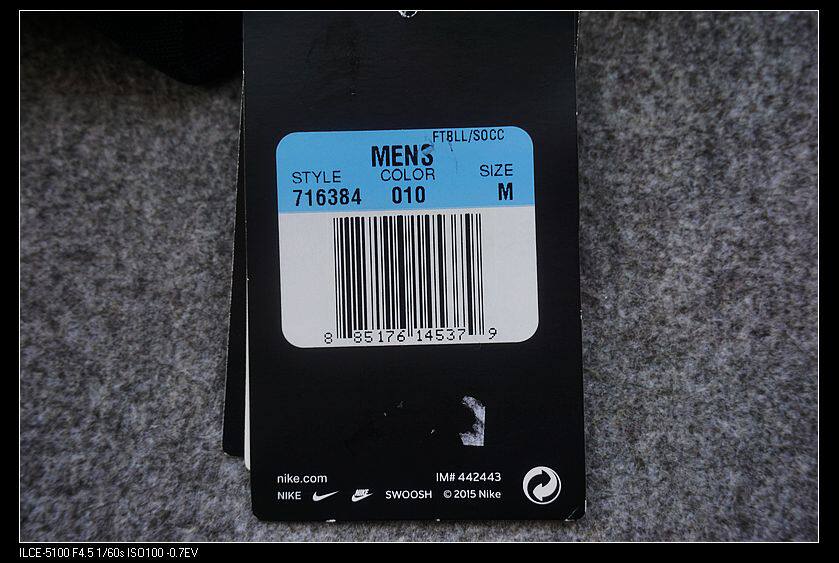 FTBLL/SOCC
MENS
STYLE COLOR SIZE
716384 010 M
8 85176 14537 9
nike.com IM# 442443
NIKE SWOOSH © 2015 Nike
ILCE-5100 F4.5 1/60s ISO100 -0.7EV